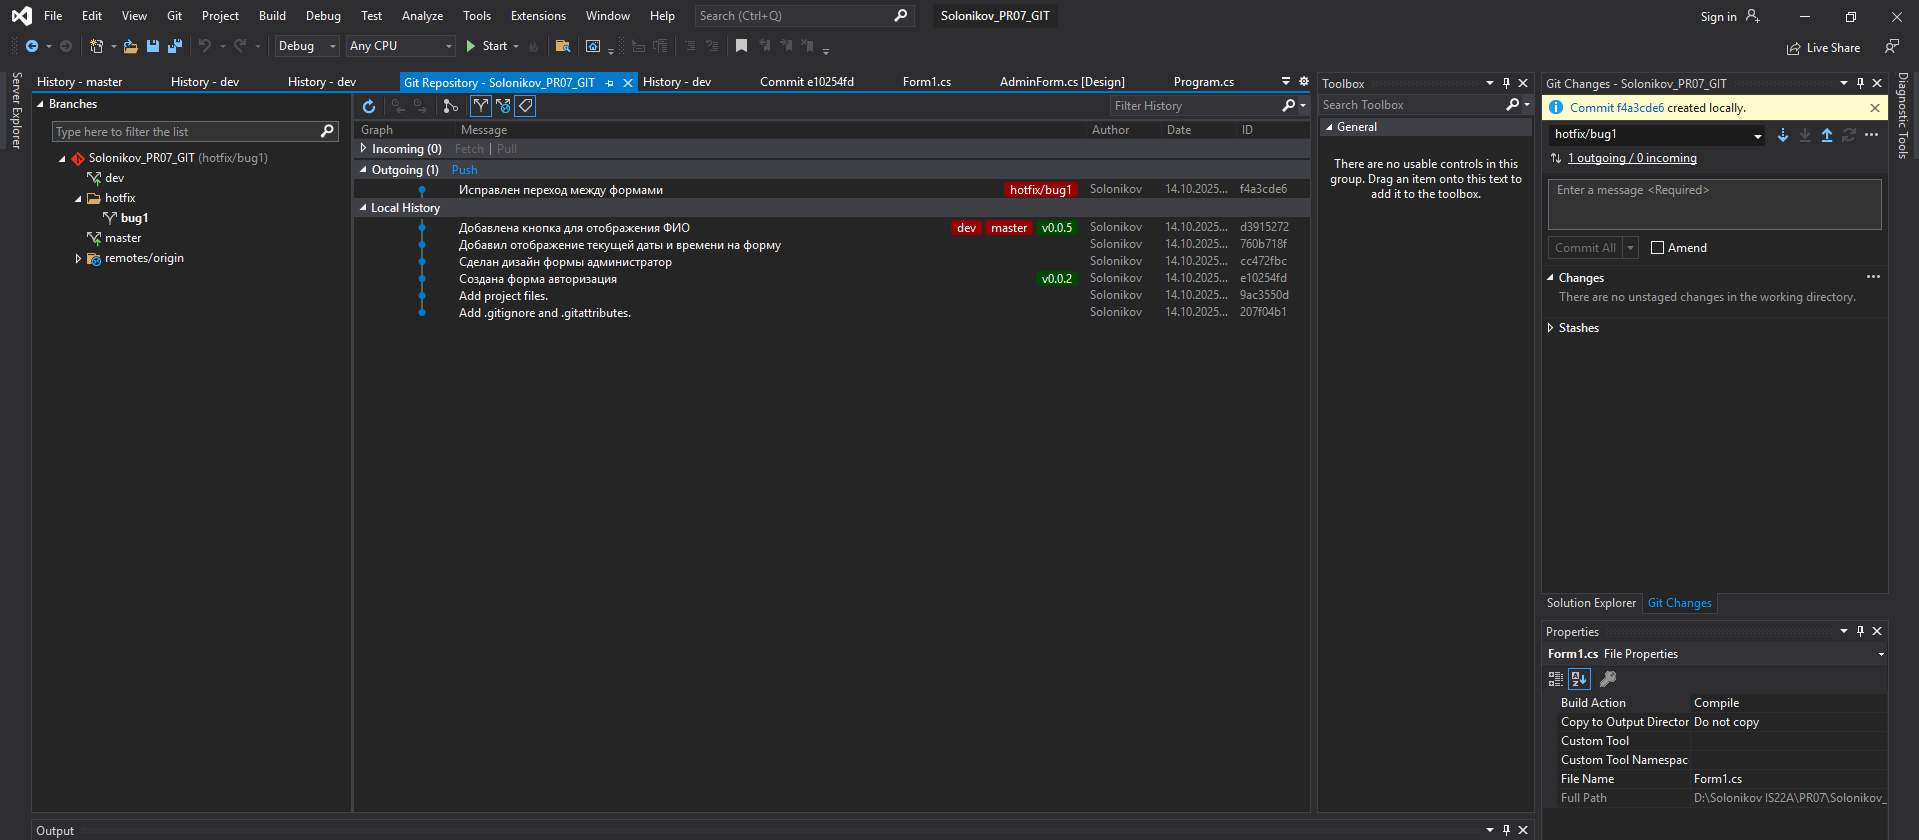 File Edit View Git Project Build Debug Test Analyze Tools Extensions Window Help Search (Ctrl+Q) Solonikov_PR07_GIT Sign in
Debug Any CPU Start Live Share
Server Explorer
History - master History - dev History - dev Git Repository - Solonikov_PR07_GIT History - dev Commit e10254fd Form1.cs AdminForm.cs [Design] Program.cs
Branches
Type here to filter the list
Solonikov_PR07_GIT (hotfix/bug1)
dev
hotfix
bug1
master
remotes/origin
Filter History
Graph Message Author Date ID
Incoming (0) Fetch | Pull
Outgoing (1) Push
Исправлен переход между формами hotfix/bug1 Solonikov 14.10.2025... f4a3cde6
Local History
Добавлена кнопка для отображения ФИО dev master v0.0.5 Solonikov 14.10.2025... d3915272
Добавил отображение текущей даты и времени на форму Solonikov 14.10.2025... 760b718f
Сделан дизайн формы администратор Solonikov 14.10.2025... cc472fbc
Создана форма авторизация v0.0.2 Solonikov 14.10.2025... e10254fd
Add project files. Solonikov 14.10.2025... 9ac3550d
Add .gitignore and .gitattributes. Solonikov 14.10.2025... 207f04b1
Toolbox
Search Toolbox
General
There are no usable controls in this
group. Drag an item onto this text to
add it to the toolbox.
Git Changes - Solonikov_PR07_GIT
Commit f4a3cde6 created locally.
hotfix/bug1
1 outgoing / 0 incoming
Enter a message <Required>
Commit All Amend
Changes
There are no unstaged changes in the working directory.
Stashes
Solution Explorer Git Changes
Properties
Form1.cs File Properties
Build Action Compile
Copy to Output Director Do not copy
Custom Tool
Custom Tool Namespac
File Name Form1.cs
Full Path D:\Solonikov IS22A\PR07\Solonikov_
Diagnostic Tools
Output